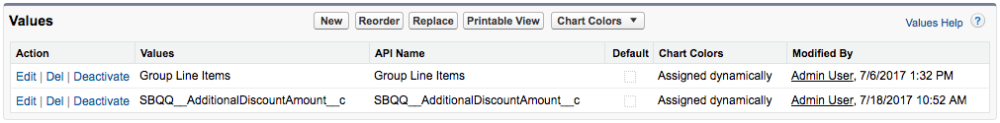 Values New Reorder Replace Printable View Chart Colors Values Help ?
Action Values API Name Default Chart Colors Modified By
Edit | Del | Deactivate Group Line Items Group Line Items Assigned dynamically Admin User, 7/6/2017 1:32 PM
Edit | Del | Deactivate SBQQ__AdditionalDiscountAmount__c SBQQ__AdditionalDiscountAmount__c Assigned dynamically Admin User, 7/18/2017 10:52 AM